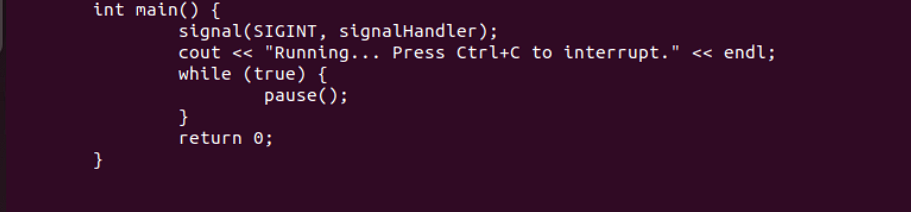 int main() {
        signal(SIGINT, signalHandler);
        cout << "Running... Press Ctrl+C to interrupt." << endl;
        while (true) {
                pause();
        }
        return 0;
}